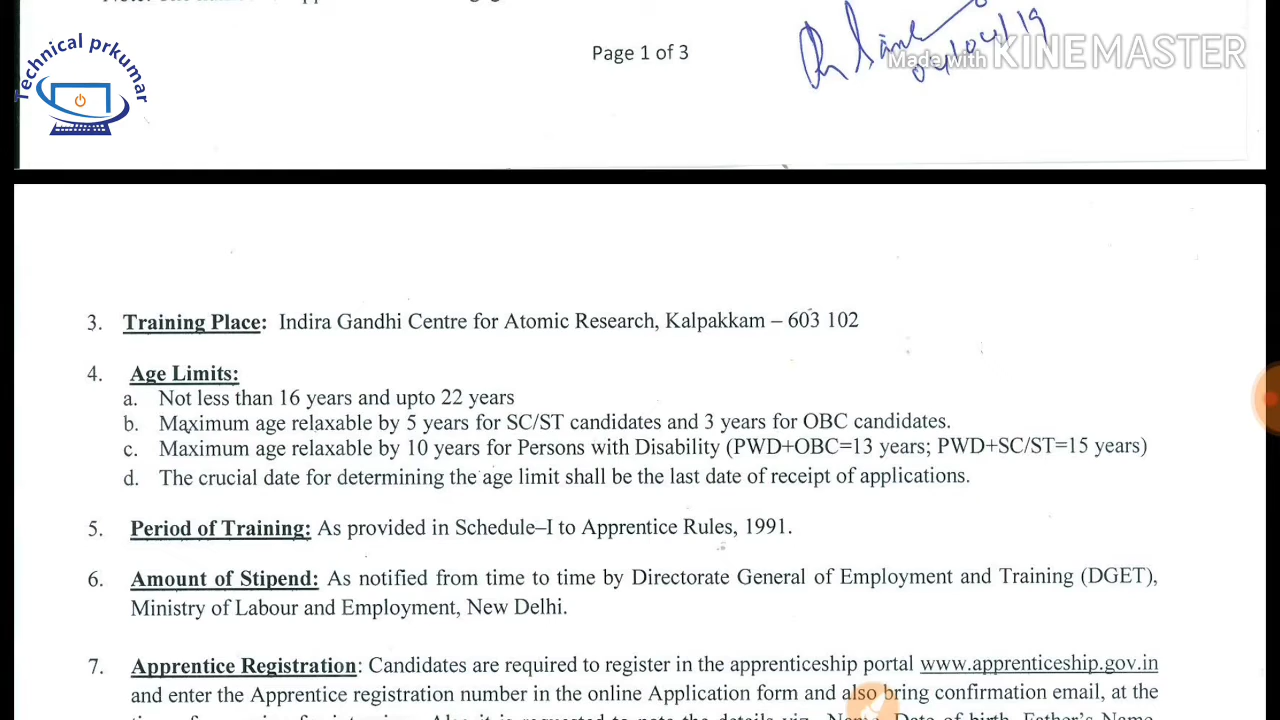 Technical prkumar
Page 1 of 3
04/04/19
Made with KINEMASTER
3. Training Place: Indira Gandhi Centre for Atomic Research, Kalpakkam – 603 102
4. Age Limits:
a. Not less than 16 years and upto 22 years
b. Maximum age relaxable by 5 years for SC/ST candidates and 3 years for OBC candidates.
c. Maximum age relaxable by 10 years for Persons with Disability (PWD+OBC=13 years; PWD+SC/ST=15 years)
d. The crucial date for determining the age limit shall be the last date of receipt of applications.
5. Period of Training: As provided in Schedule–I to Apprentice Rules, 1991.
6. Amount of Stipend: As notified from time to time by Directorate General of Employment and Training (DGET),
Ministry of Labour and Employment, New Delhi.
7. Apprentice Registration: Candidates are required to register in the apprenticeship portal www.apprenticeship.gov.in
and enter the Apprentice registration number in the online Application form and also bring confirmation email, at the